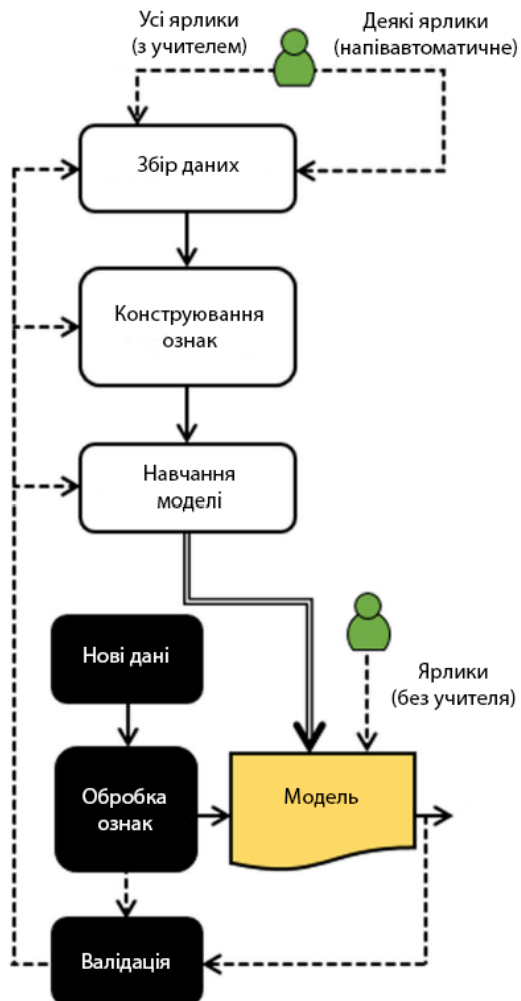 Усі ярлики
(з учителем)
Деякі ярлики
(напівавтоматичне)
Збір даних
Конструювання
ознак
Навчання
моделі
Нові дані
Ярлики
(без учителя)
Обробка
ознак
Модель
Валідація